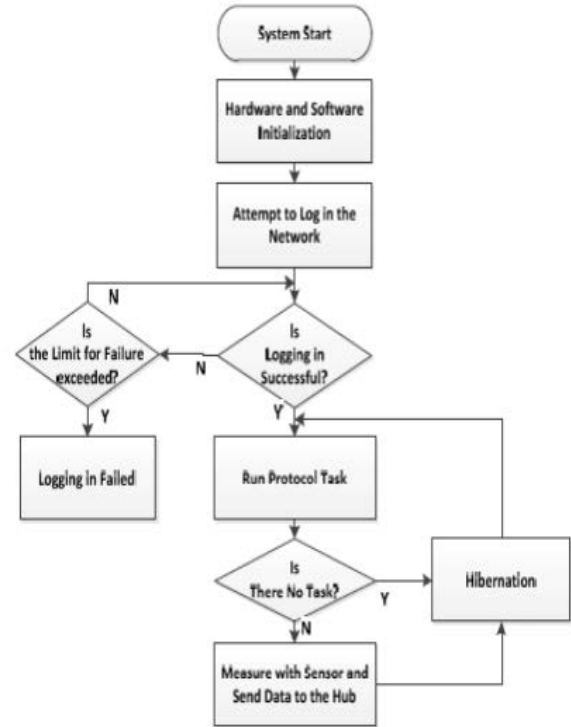 System Start
Hardware and Software
Initialization
Attempt to Log in the
Network
N
Is
the Limit for Failure
exceeded?
N
Is
Logging in
Successful?
Y
Y
Logging in Failed
Run Protocol Task
Is
There No Task?
Y
Hibernation
N
Measure with Sensor and
Send Data to the Hub